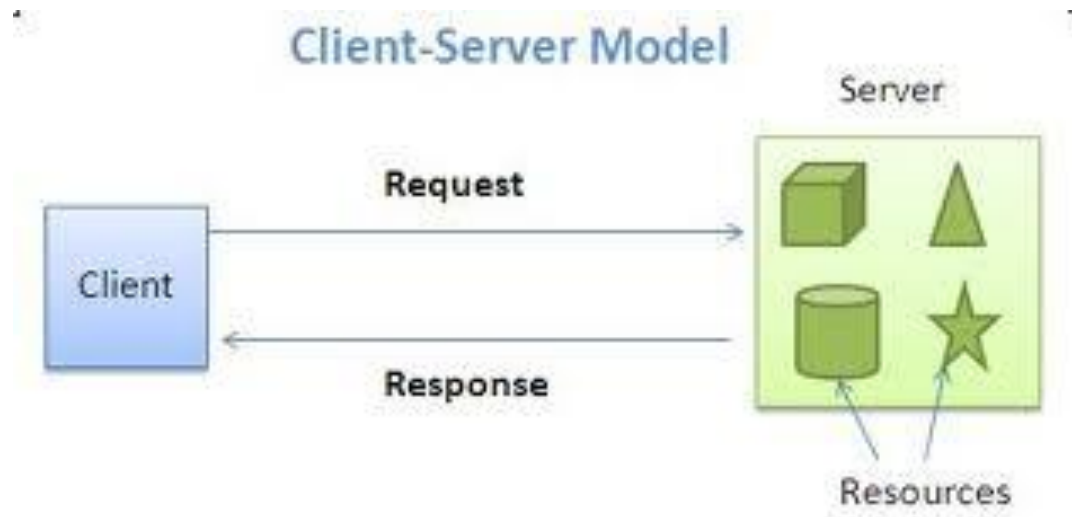 Client-Server Model
Server
Request
Client
Response
Resources